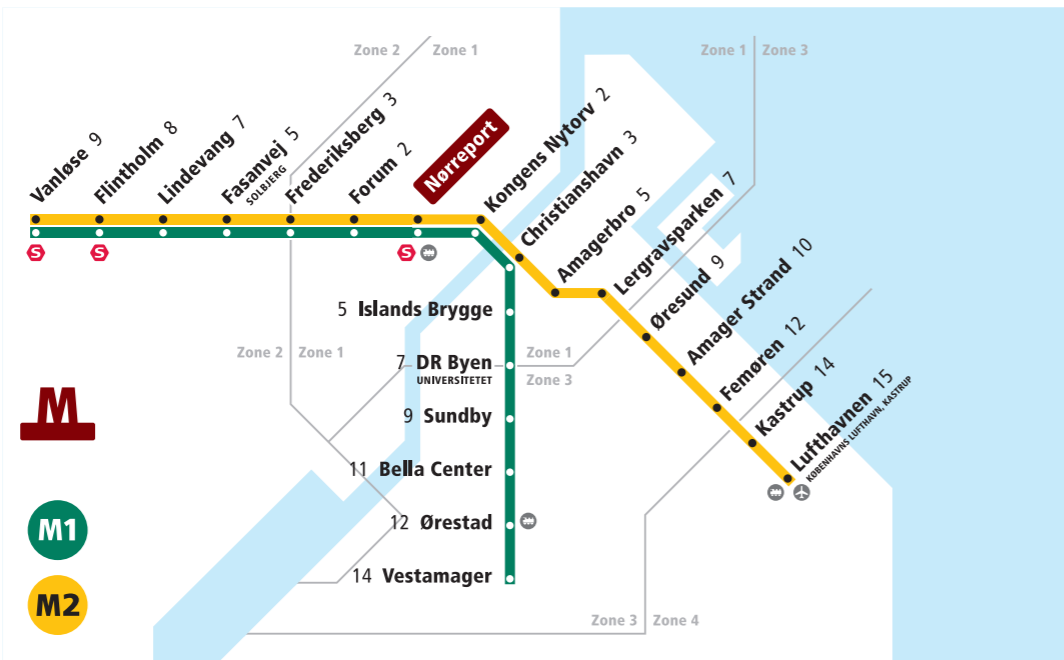 Zone 2
Zone 1
Zone 1
Zone 3
Vanløse 9
Flintholm 8
Lindevang 7
Fasanvej 5
SOLBJERG
Frederiksberg 3
Forum 2
Nørreport
Kongens Nytorv 2
Christianshavn 3
Amagerbro 5
Lergravsparken 7
Øresund 9
Amager Strand 10
Femøren 12
Kastrup 14
Lufthavnen 15
KØBENHAVNS LUFTHAVN, KASTRUP
S
S
S
5 Islands Brygge
Zone 2
Zone 1
7 DR Byen
UNIVERSITETET
Zone 1
Zone 3
9 Sundby
11 Bella Center
12 Ørestad
14 Vestamager
M
M1
M2
Zone 3
Zone 4